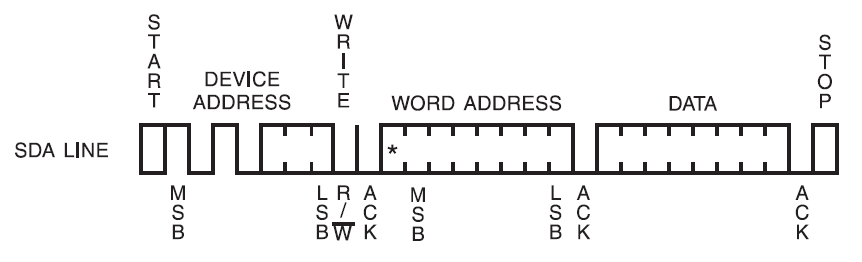 START
WRITE
STOP
DEVICE
ADDRESS
WORD ADDRESS
DATA
SDA LINE
*
MSB
LSB
R/W
ACK
MSB
LSB
ACK
ACK